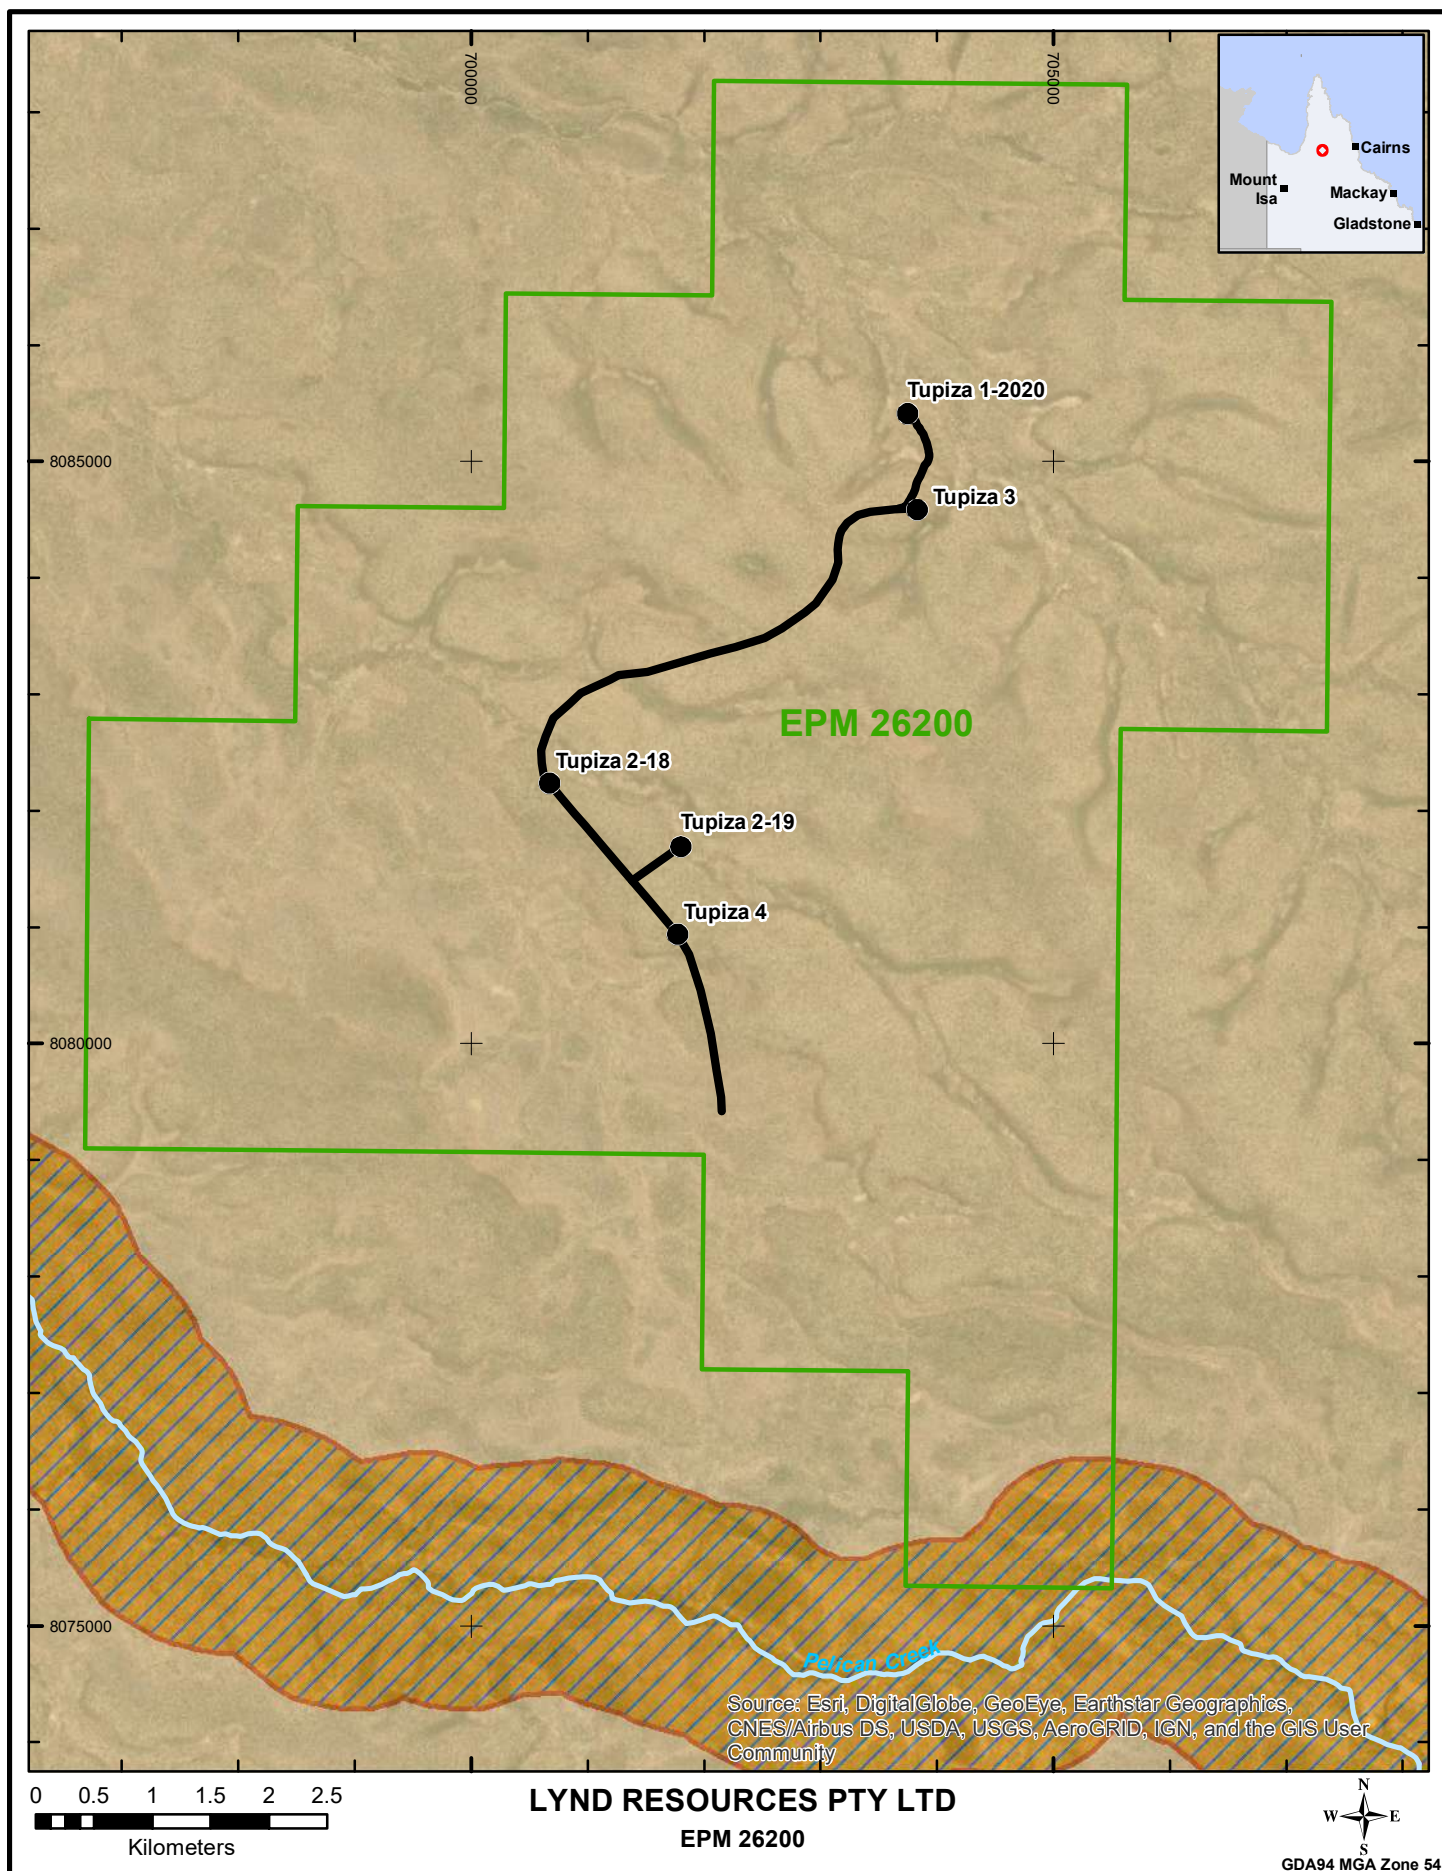 700000
705000
Cairns
Mount
Isa
Mackay
Gladstone
Tupiza 1-2020
8085000
Tupiza 3
EPM 26200
Tupiza 2-18
Tupiza 2-19
Tupiza 4
8080000
8075000
Pelican Creek
Source: Esri, DigitalGlobe, GeoEye, Earthstar Geographics,
CNES/Airbus DS, USDA, USGS, AeroGRID, IGN, and the GIS User
Community
0 0.5 1 1.5 2 2.5
Kilometers
LYND RESOURCES PTY LTD
EPM 26200
N
W E
S
GDA94 MGA Zone 54